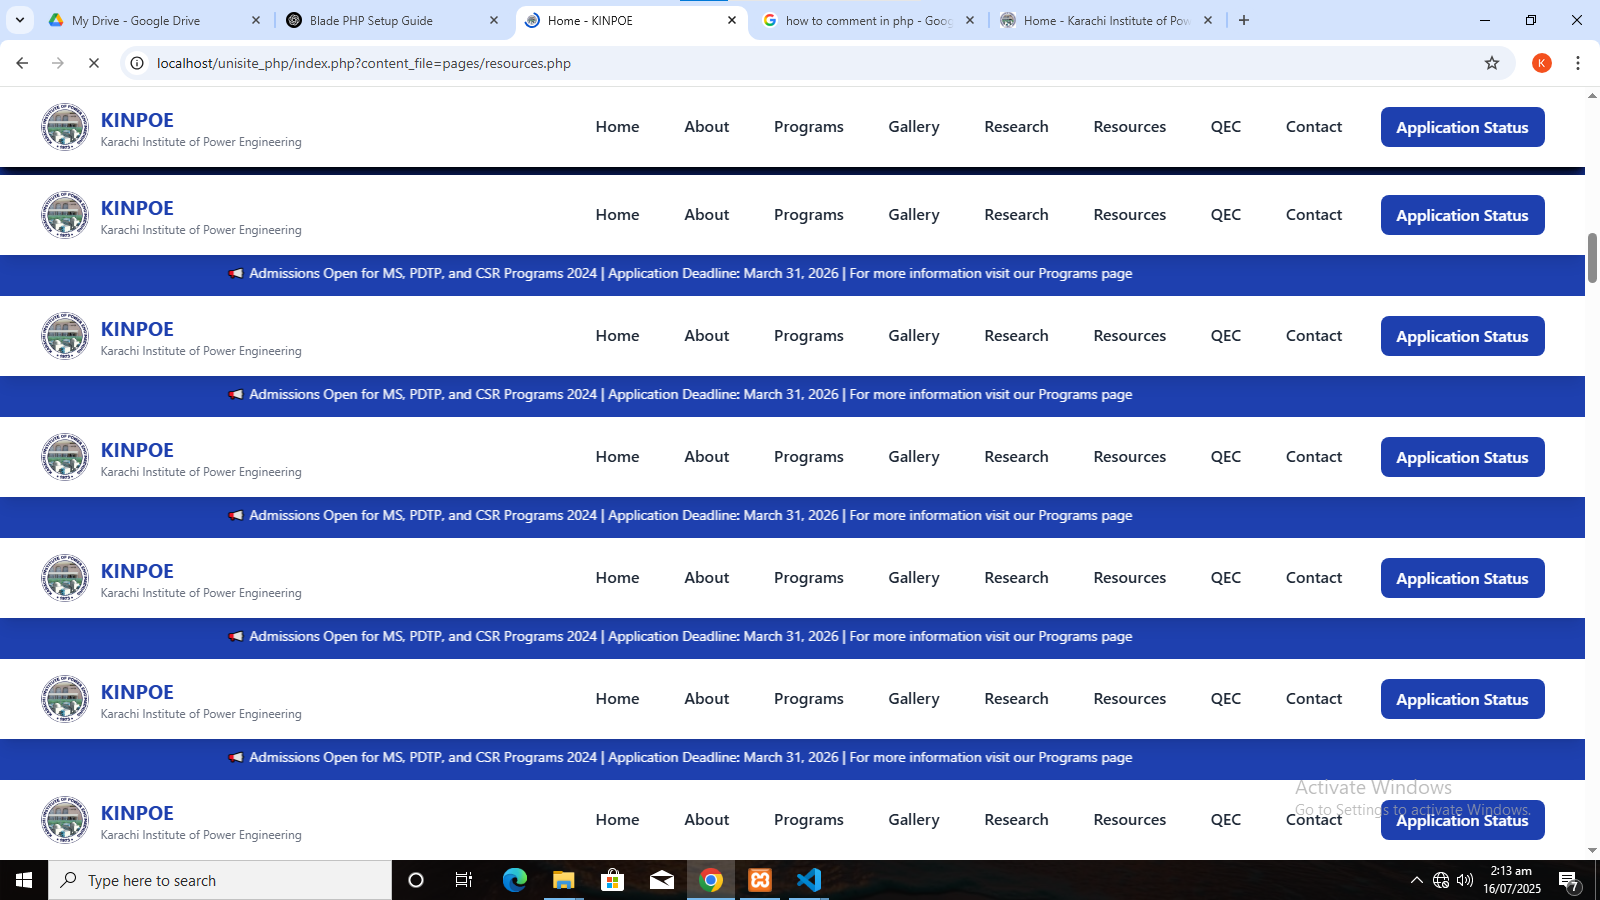 My Drive - Google Drive
Blade PHP Setup Guide
Home - KINPOE
how to comment in php - Goog
Home - Karachi Institute of Pow
localhost/unisite_php/index.php?content_file=pages/resources.php
K
KINPOE
Karachi Institute of Power Engineering
Home About Programs Gallery Research Resources QEC Contact Application Status
KINPOE
Karachi Institute of Power Engineering
Home About Programs Gallery Research Resources QEC Contact Application Status
Admissions Open for MS, PDTP, and CSR Programs 2024 | Application Deadline: March 31, 2026 | For more information visit our Programs page
KINPOE
Karachi Institute of Power Engineering
Home About Programs Gallery Research Resources QEC Contact Application Status
Admissions Open for MS, PDTP, and CSR Programs 2024 | Application Deadline: March 31, 2026 | For more information visit our Programs page
KINPOE
Karachi Institute of Power Engineering
Home About Programs Gallery Research Resources QEC Contact Application Status
Admissions Open for MS, PDTP, and CSR Programs 2024 | Application Deadline: March 31, 2026 | For more information visit our Programs page
KINPOE
Karachi Institute of Power Engineering
Home About Programs Gallery Research Resources QEC Contact Application Status
Admissions Open for MS, PDTP, and CSR Programs 2024 | Application Deadline: March 31, 2026 | For more information visit our Programs page
KINPOE
Karachi Institute of Power Engineering
Home About Programs Gallery Research Resources QEC Contact Application Status
Admissions Open for MS, PDTP, and CSR Programs 2024 | Application Deadline: March 31, 2026 | For more information visit our Programs page
KINPOE
Karachi Institute of Power Engineering
Home About Programs Gallery Research Resources QEC Contact Application Status
Activate Windows
Go to Settings to activate Windows.
Type here to search
2:13 am
16/07/2025
7